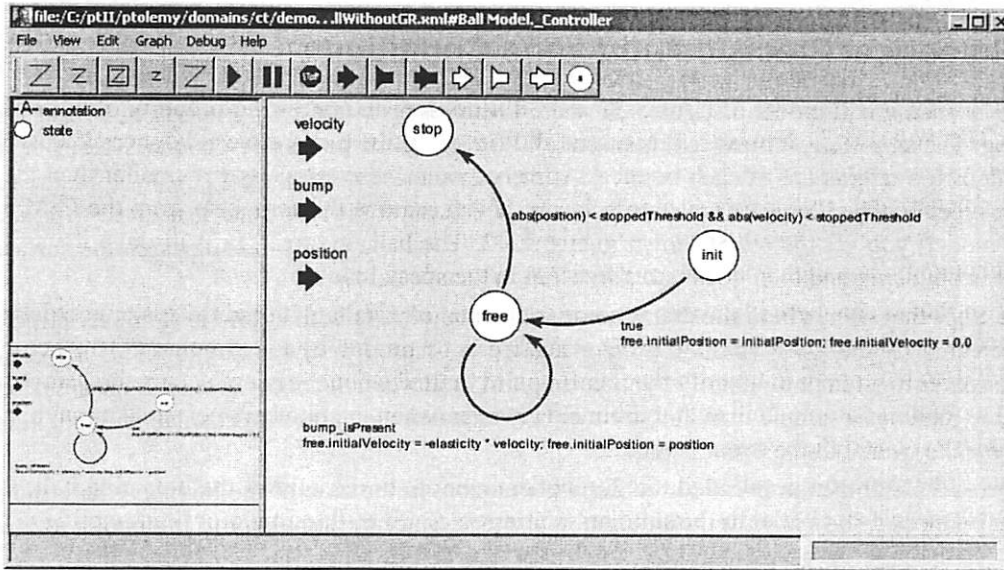 file:/C:/ptII/ptolemy/domains/ct/demo...llWithoutGR.xml#Ball Model._Controller
File View Edit Graph Debug Help
STOP
A annotation
state
velocity
stop
bump
abs(position) < stoppedThreshold && abs(velocity) < stoppedThreshold
position
init
free
true
free.initialPosition = InitialPosition; free.initialVelocity = 0.0
bump_isPresent
free.initialVelocity = -elasticity * velocity; free.initialPosition = position